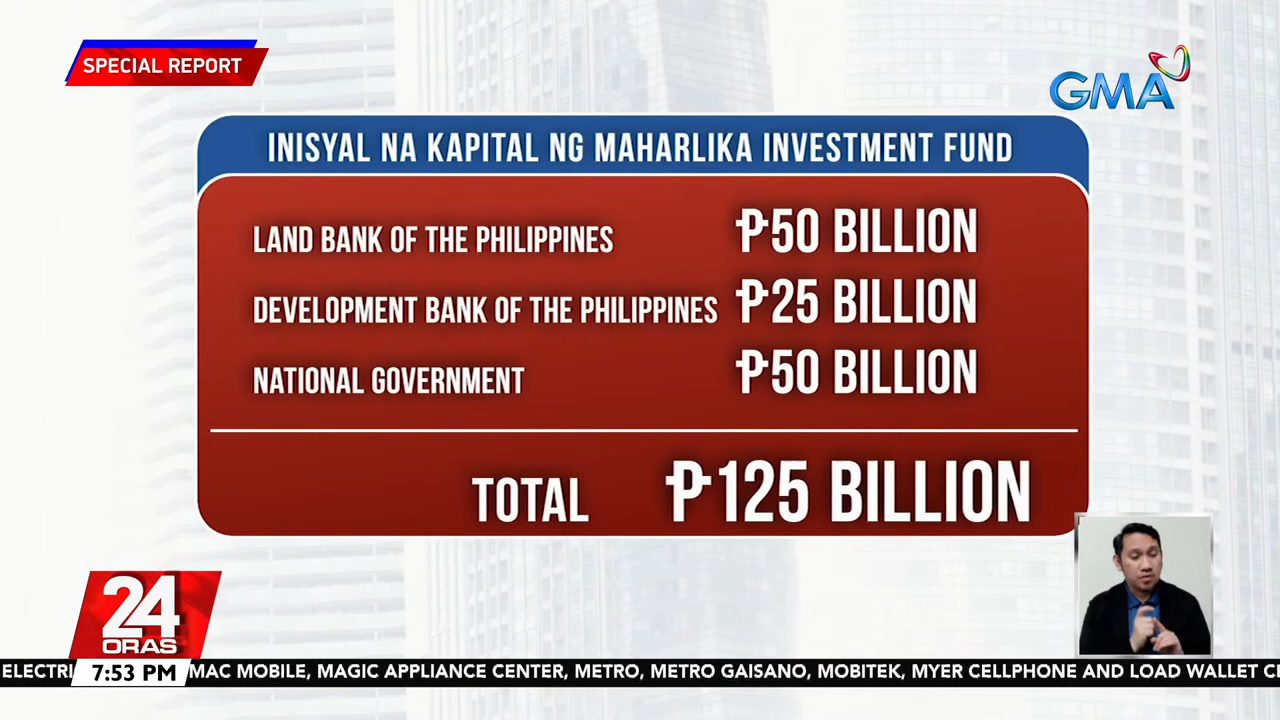 SPECIAL REPORT
GMA
INISYAL NA KAPITAL NG MAHARLIKA INVESTMENT FUND
LAND BANK OF THE PHILIPPINES ₱50 BILLION
DEVELOPMENT BANK OF THE PHILIPPINES ₱25 BILLION
NATIONAL GOVERNMENT ₱50 BILLION
TOTAL ₱125 BILLION
24
ORAS
ELECTRI 7:53 PM MAC MOBILE, MAGIC APPLIANCE CENTER, METRO, METRO GAISANO, MOBITEK, MYER CELLPHONE AND LOAD WALLET